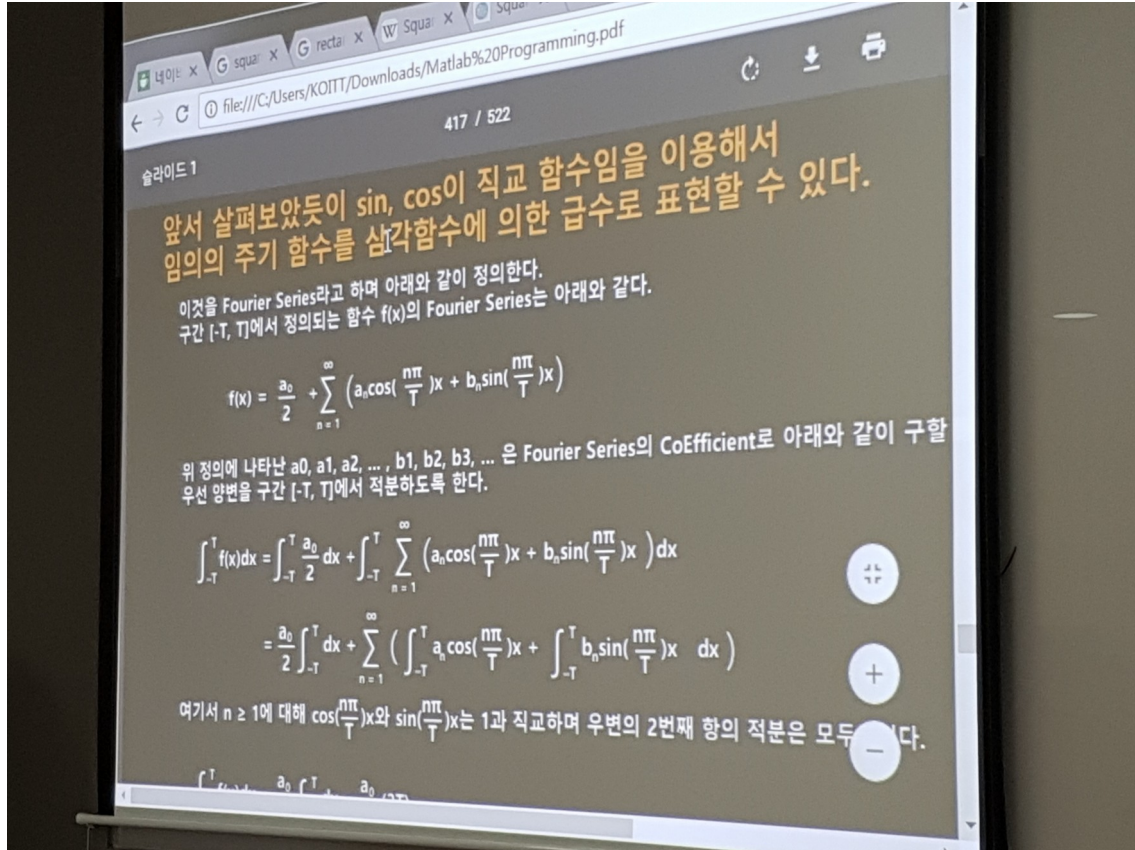 네이버 squa recta Squa Squa
file:///C:/Users/KOITT/Downloads/Matlab%20Programming.pdf
417 / 522
슬라이드 1
앞서 살펴보았듯이 sin, cos이 직교 함수임을 이용해서
임의의 주기 함수를 삼각함수에 의한 급수로 표현할 수 있다.
이것을 Fourier Series라고 하며 아래와 같이 정의한다.
구간 [-T, T]에서 정의되는 함수 f(x)의 Fourier Series는 아래와 같다.
f(x) = a₀/2 + ∑_{n = 1}^{∞} (aₙcos(nπ/T)x + bₙsin(nπ/T)x)
위 정의에 나타난 a0, a1, a2, ... , b1, b2, b3, ... 은 Fourier Series의 CoEfficient로 아래와 같이 구할
우선 양변을 구간 [-T, T]에서 적분하도록 한다.
∫_{-T}^{T} f(x)dx = ∫_{-T}^{T} a₀/2 dx + ∫_{-T}^{T} ∑_{n = 1}^{∞} (aₙcos(nπ/T)x + bₙsin(nπ/T)x )dx
= a₀/2 ∫_{-T}^{T} dx + ∑_{n = 1}^{∞} ( ∫_{-T}^{T} aₙcos(nπ/T)x + ∫_{-T}^{T} bₙsin(nπ/T)x dx )
여기서 n ≥ 1에 대해 cos(nπ/T)x와 sin(nπ/T)x는 1과 직교하며 우변의 2번째 항의 적분은 모두 다.